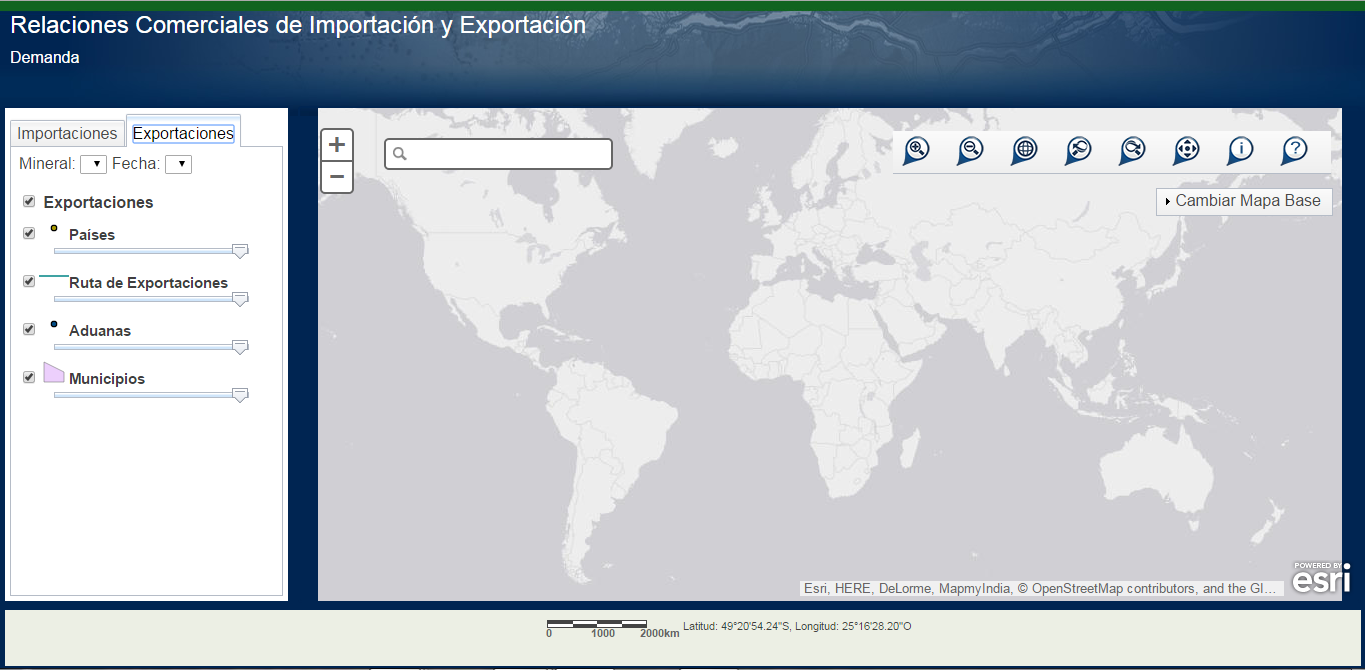 Relaciones Comerciales de Importación y Exportación
Demanda
Importaciones Exportaciones
Mineral: Fecha:
Exportaciones
Países
Ruta de Exportaciones
Aduanas
Municipios
+
−
i
?
Cambiar Mapa Base
POWERED BY
esri
Esri, HERE, DeLorme, MapmyIndia, © OpenStreetMap contributors, and the GI...
0 1000 2000km
Latitud: 49°20'54.24"S, Longitud: 25°16'28.20"O